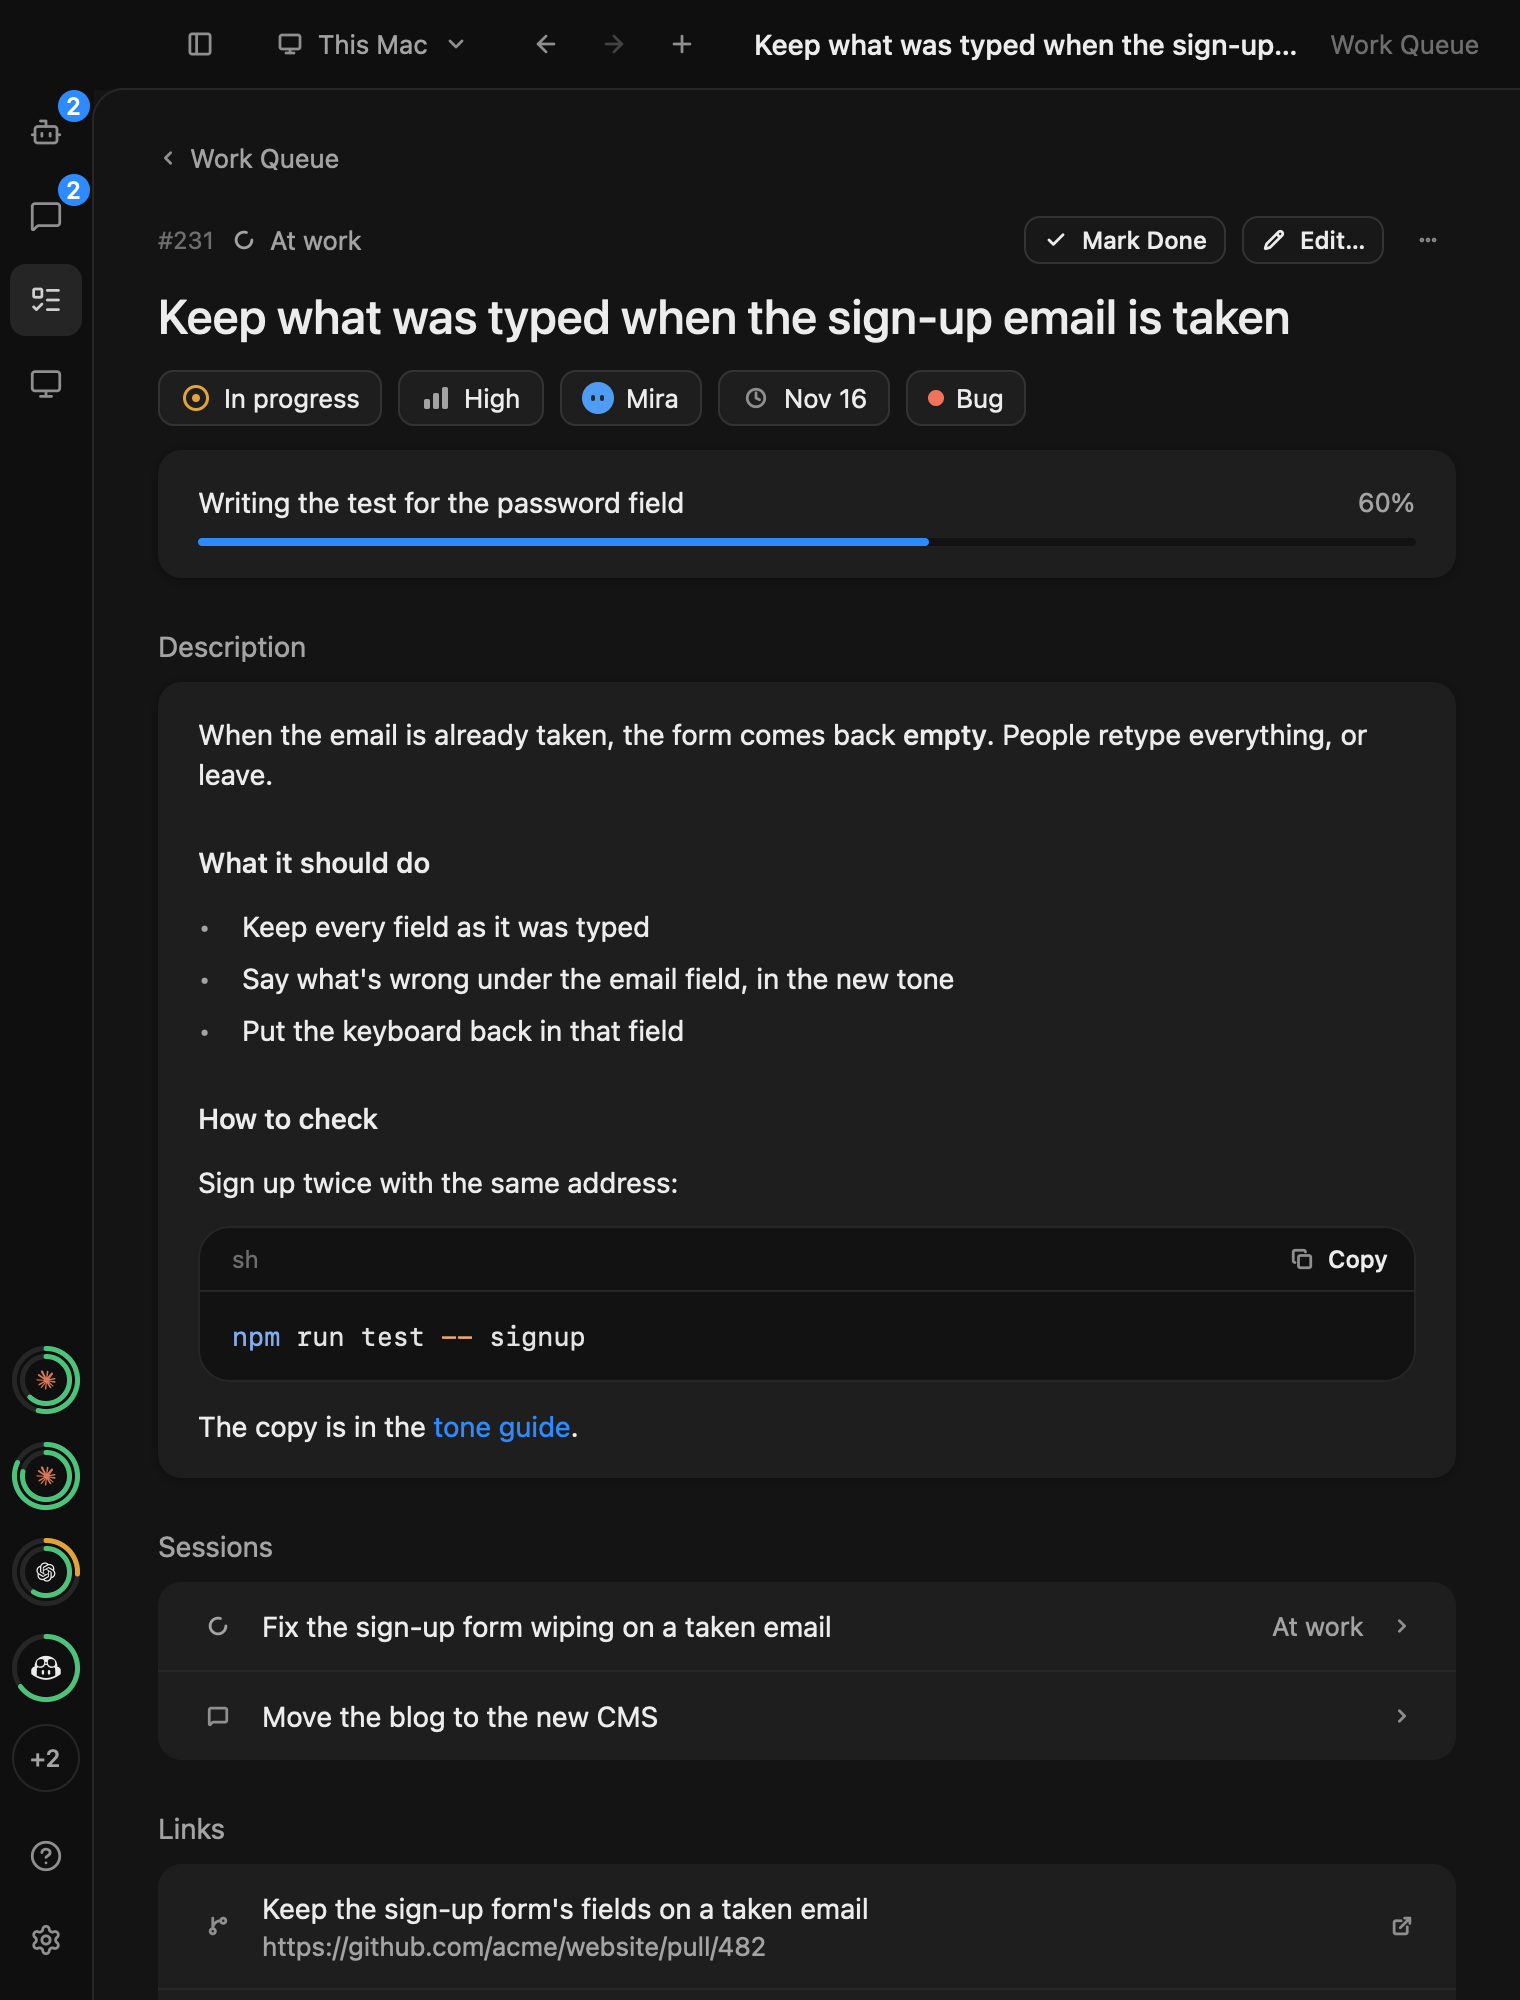 This Mac
Keep what was typed when the sign-up...
Work Queue
2
2
Work Queue
#231 At work
Mark Done
Edit...
Keep what was typed when the sign-up email is taken
In progress
High
Mira
Nov 16
Bug
Writing the test for the password field
60%
Description
When the email is already taken, the form comes back empty. People retype everything, or
leave.
What it should do
• Keep every field as it was typed
• Say what's wrong under the email field, in the new tone
• Put the keyboard back in that field
How to check
Sign up twice with the same address:
sh
Copy
npm run test -- signup
The copy is in the tone guide.
Sessions
Fix the sign-up form wiping on a taken email
At work
Move the blog to the new CMS
+2
Links
Keep the sign-up form's fields on a taken email
https://github.com/acme/website/pull/482